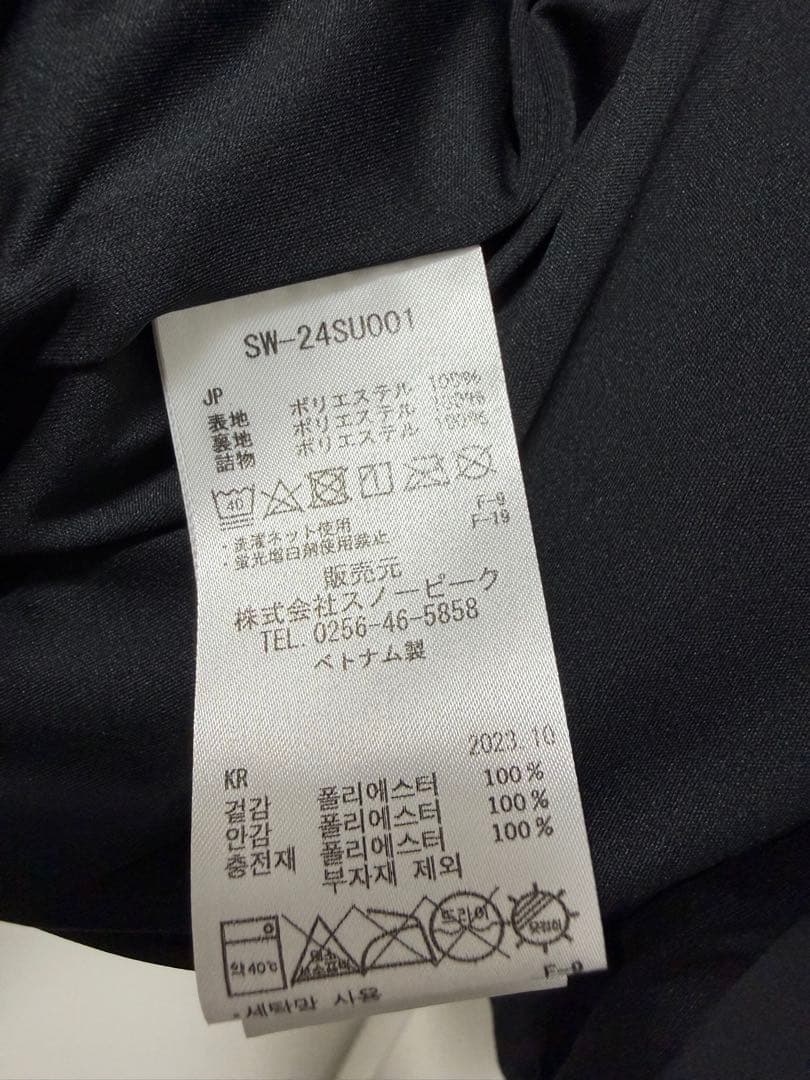 SW-24SU001
JP
表地 ポリエステル 100%
裏地 ポリエステル 100%
詰物 ポリエステル 100%
40
F-9
・洗濯ネット使用 F-19
・蛍光増白剤使用禁止
販売元
株式会社スノーピーク
TEL. 0256-46-5858
ベトナム製
2023.10
KR
겉감 폴리에스터 100%
안감 폴리에스터 100%
충전재 폴리에스터 100%
부자재 제외
약40℃ 드라이
F-9
・세탁망 사용